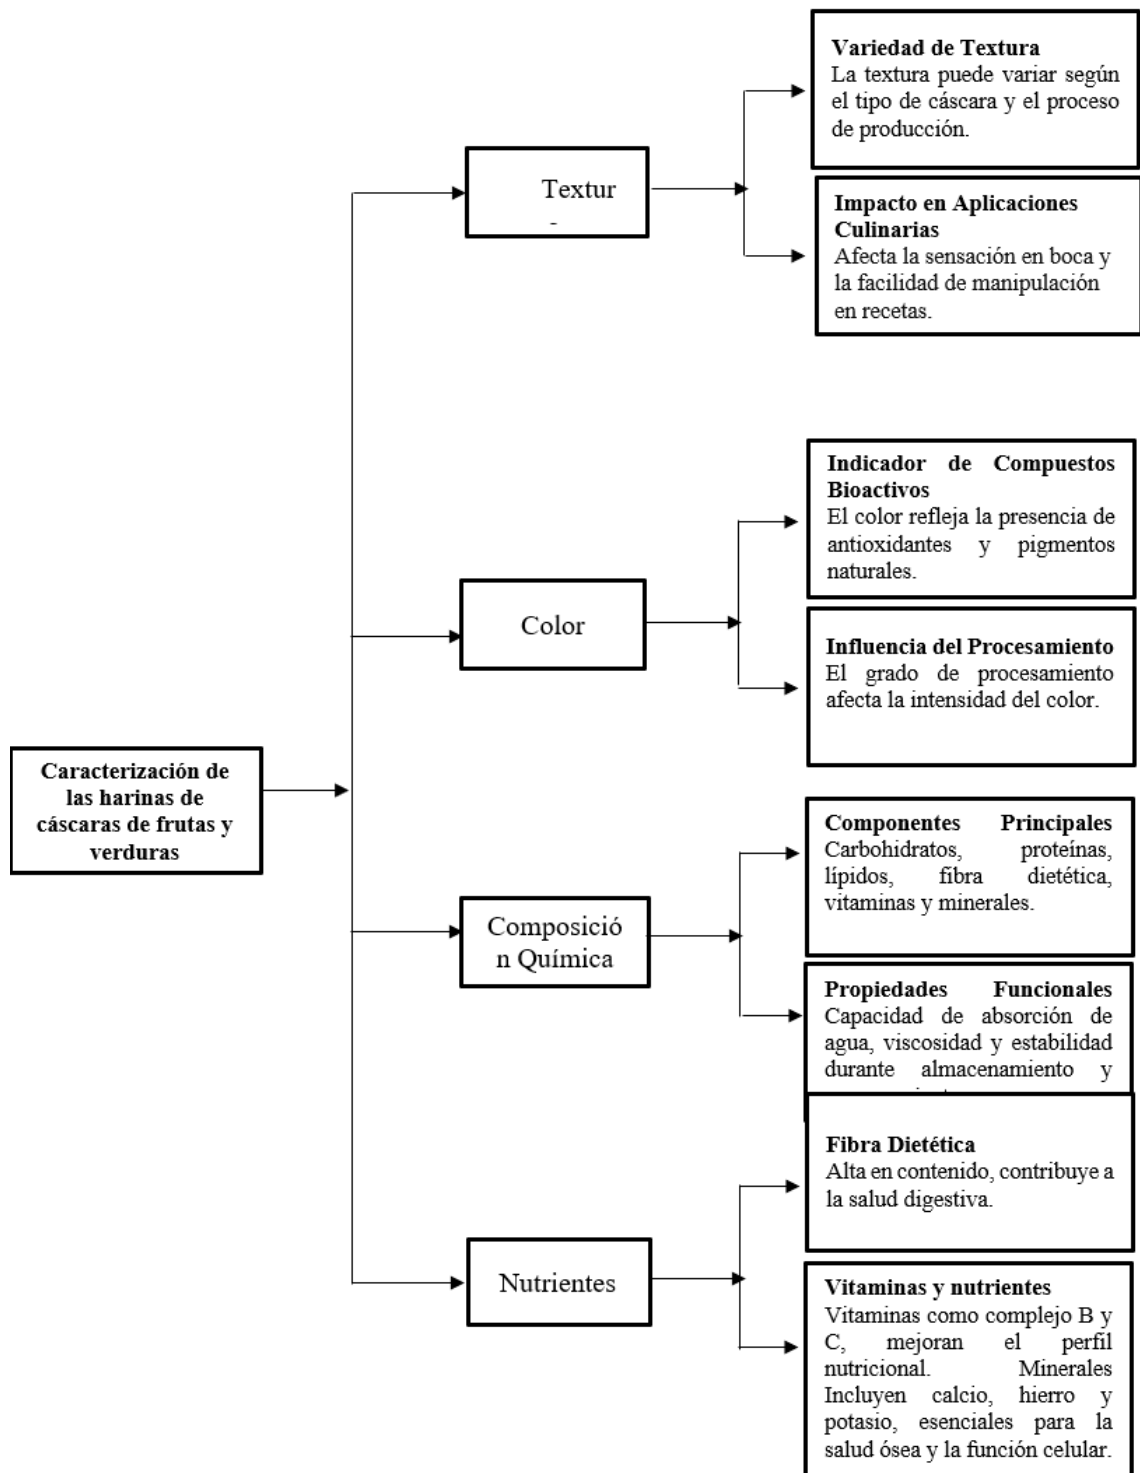 Variedad de Textura
La textura puede variar según
el tipo de cáscara y el proceso
de producción.
Textur
Impacto en Aplicaciones
Culinarias
Afecta la sensación en boca y
la facilidad de manipulación
en recetas.
Indicador de Compuestos
Bioactivos
El color refleja la presencia de
antioxidantes y pigmentos
naturales.
Color
Influencia del Procesamiento
El grado de procesamiento
afecta la intensidad del color.
Caracterización de
las harinas de
cáscaras de frutas y
verduras
Componentes Principales
Carbohidratos, proteínas,
lípidos, fibra dietética,
vitaminas y minerales.
Composició
n Química
Propiedades Funcionales
Capacidad de absorción de
agua, viscosidad y estabilidad
durante almacenamiento y
Fibra Dietética
Alta en contenido, contribuye a
la salud digestiva.
Nutrientes
Vitaminas y nutrientes
Vitaminas como complejo B y
C, mejoran el perfil
nutricional. Minerales
Incluyen calcio, hierro y
potasio, esenciales para la
salud ósea y la función celular.